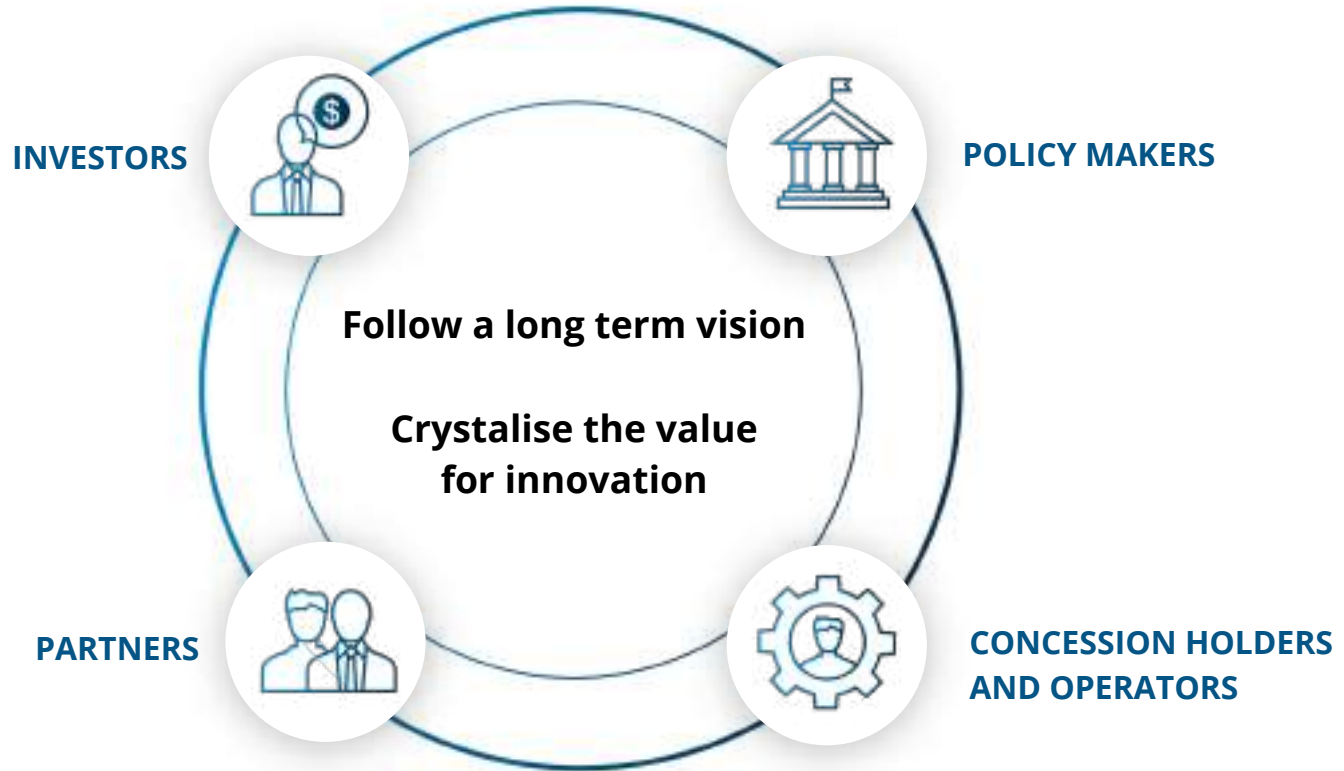 INVESTORS
POLICY MAKERS
Follow a long term vision
Crystalise the value
for innovation
PARTNERS
CONCESSION HOLDERS
AND OPERATORS
$